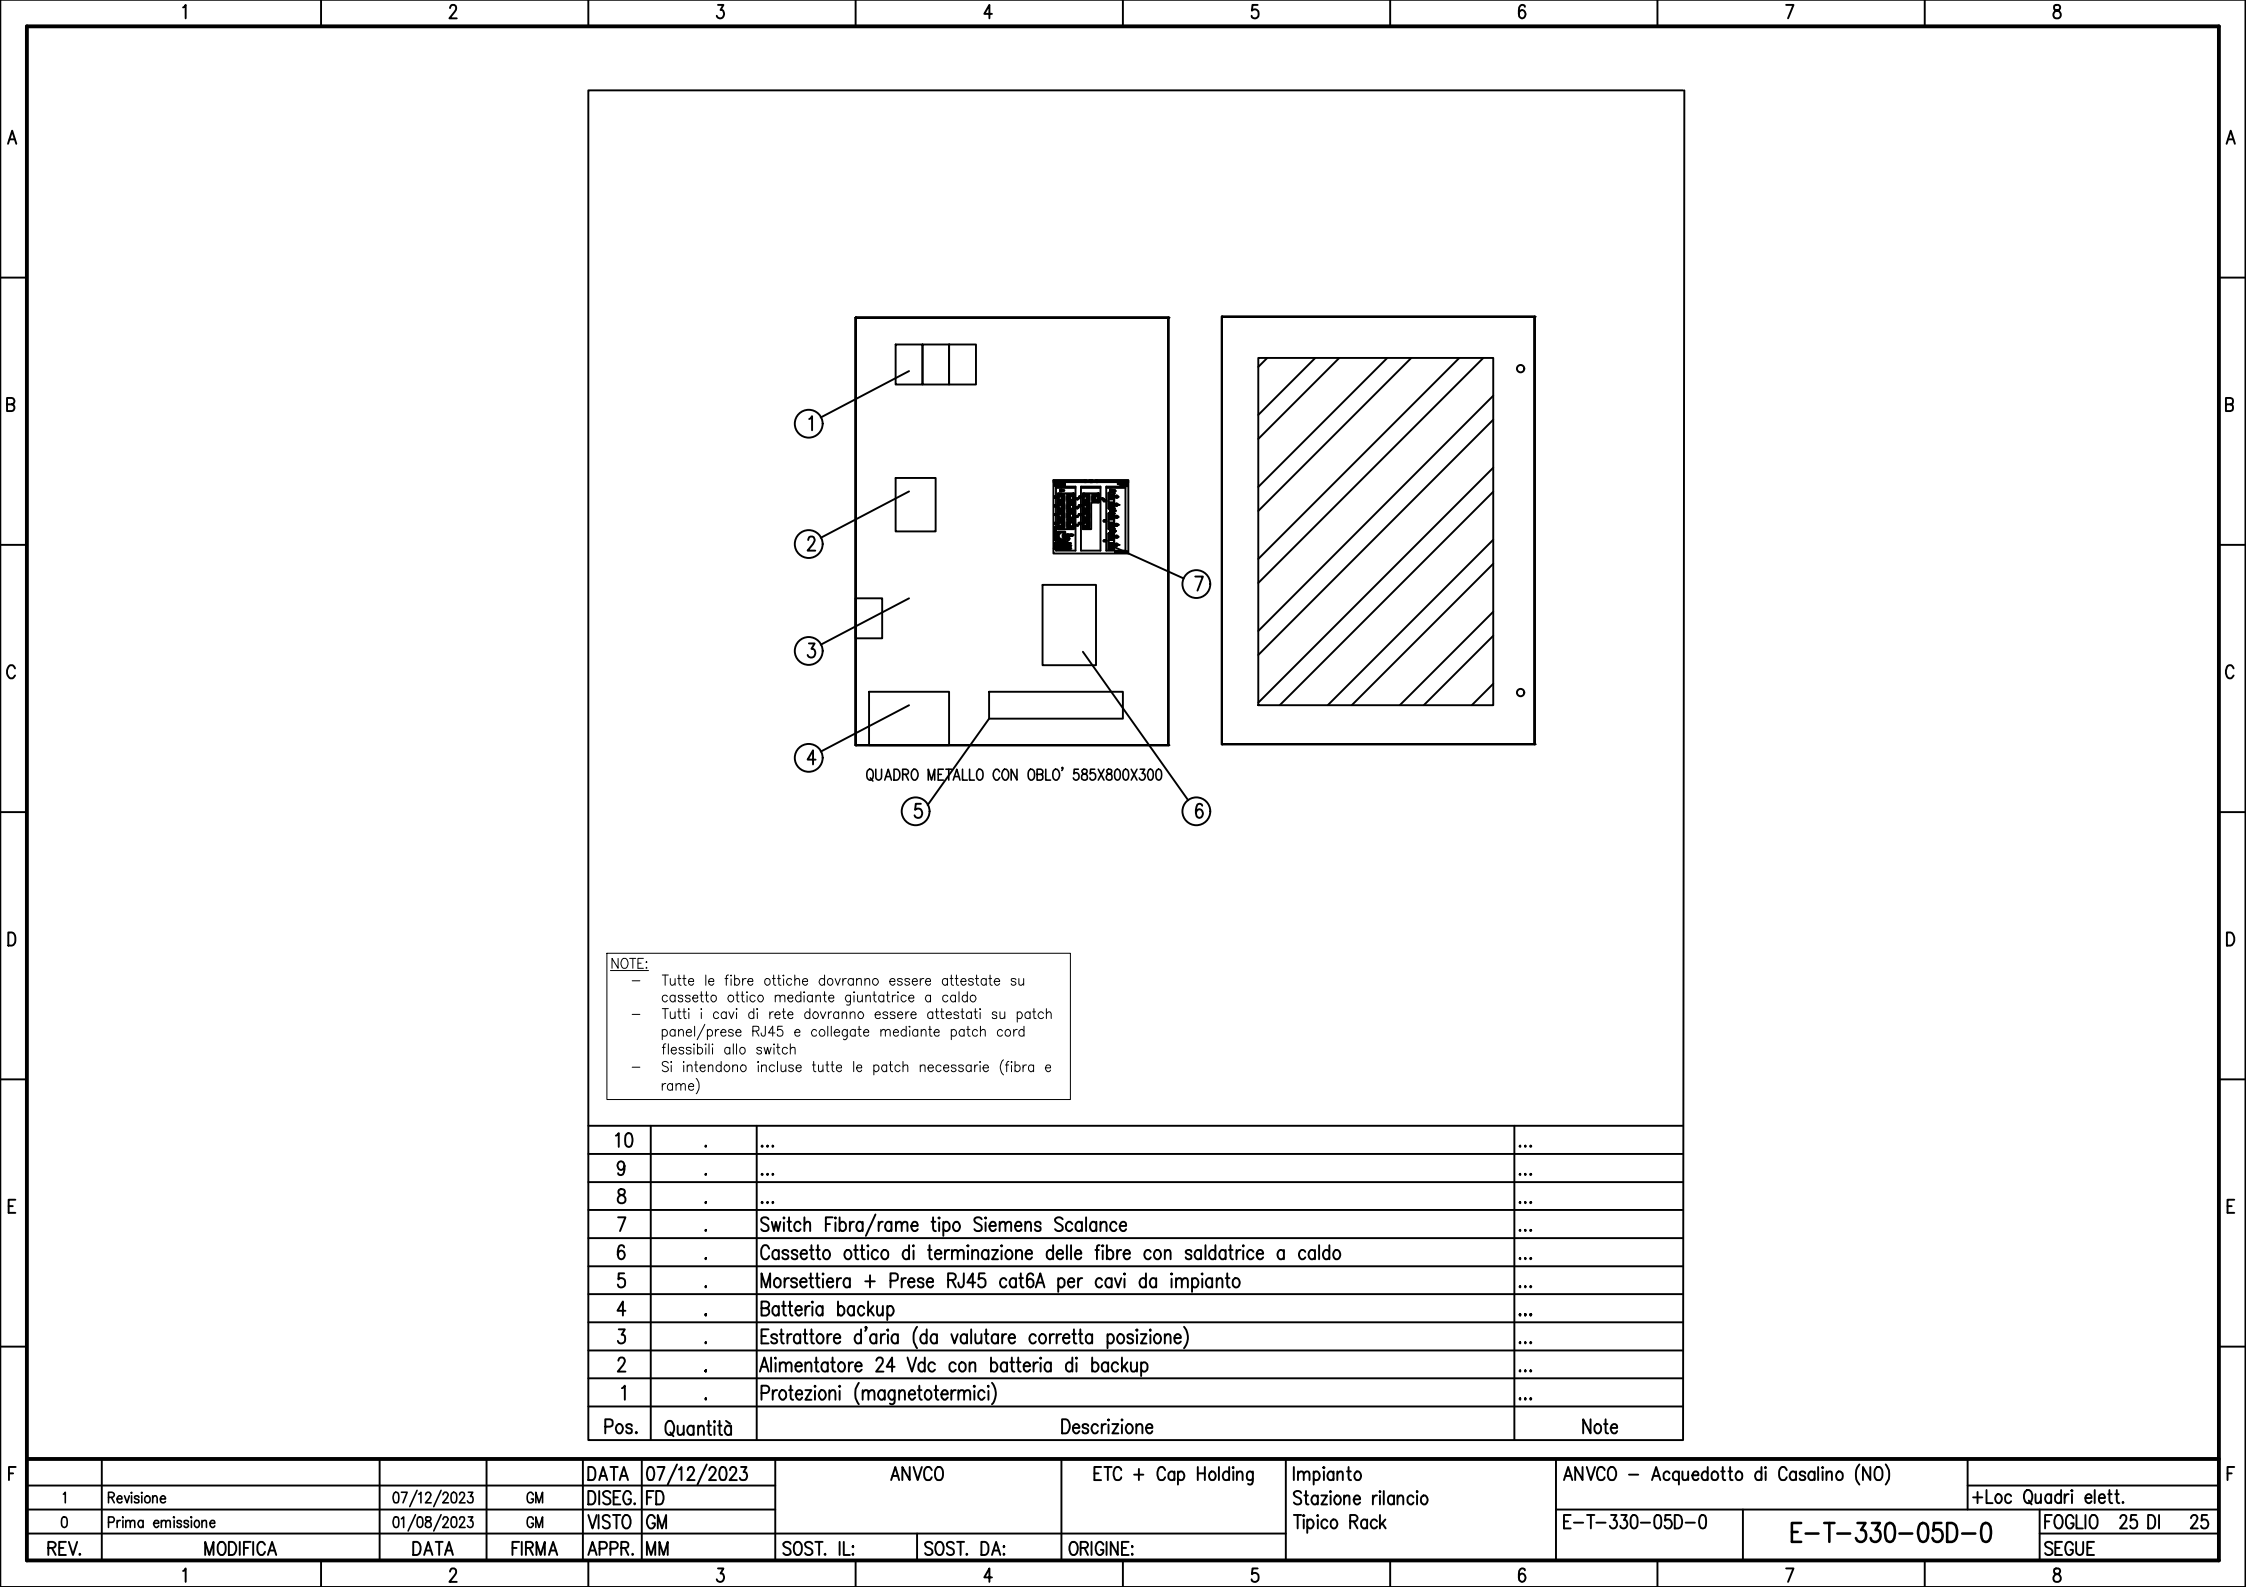 1 2 3 4 5 6 7 8
A A
B B
C C
D D
E E
F F
1
2
3
4
5
6
7
QUADRO METALLO CON OBLO' 585X800X300
NOTE:
- Tutte le fibre ottiche dovranno essere attestate su
cassetto ottico mediante giuntatrice a caldo
- Tutti i cavi di rete dovranno essere attestati su patch
panel/prese RJ45 e collegate mediante patch cord
flessibili allo switch
- Si intendono incluse tutte le patch necessarie (fibra e
rame)
10 . ... ...
9 . ... ...
8 . ... ...
7 . Switch Fibra/rame tipo Siemens Scalance ...
6 . Cassetto ottico di terminazione delle fibre con saldatrice a caldo ...
5 . Morsettiera + Prese RJ45 cat6A per cavi da impianto ...
4 . Batteria backup ...
3 . Estrattore d'aria (da valutare corretta posizione) ...
2 . Alimentatore 24 Vdc con batteria di backup ...
1 . Protezioni (magnetotermici) ...
Pos. Quantità Descrizione Note
DATA 07/12/2023 ANVCO ETC + Cap Holding Impianto ANVCO - Acquedotto di Casalino (NO)
1 Revisione 07/12/2023 GM DISEG. FD Stazione rilancio +Loc Quadri elett.
0 Prima emissione 01/08/2023 GM VISTO GM Tipico Rack E-T-330-05D-0 E-T-330-05D-0 FOGLIO 25 DI 25
REV. MODIFICA DATA FIRMA APPR. MM SOST. IL: SOST. DA: ORIGINE: SEGUE
1 2 3 4 5 6 7 8